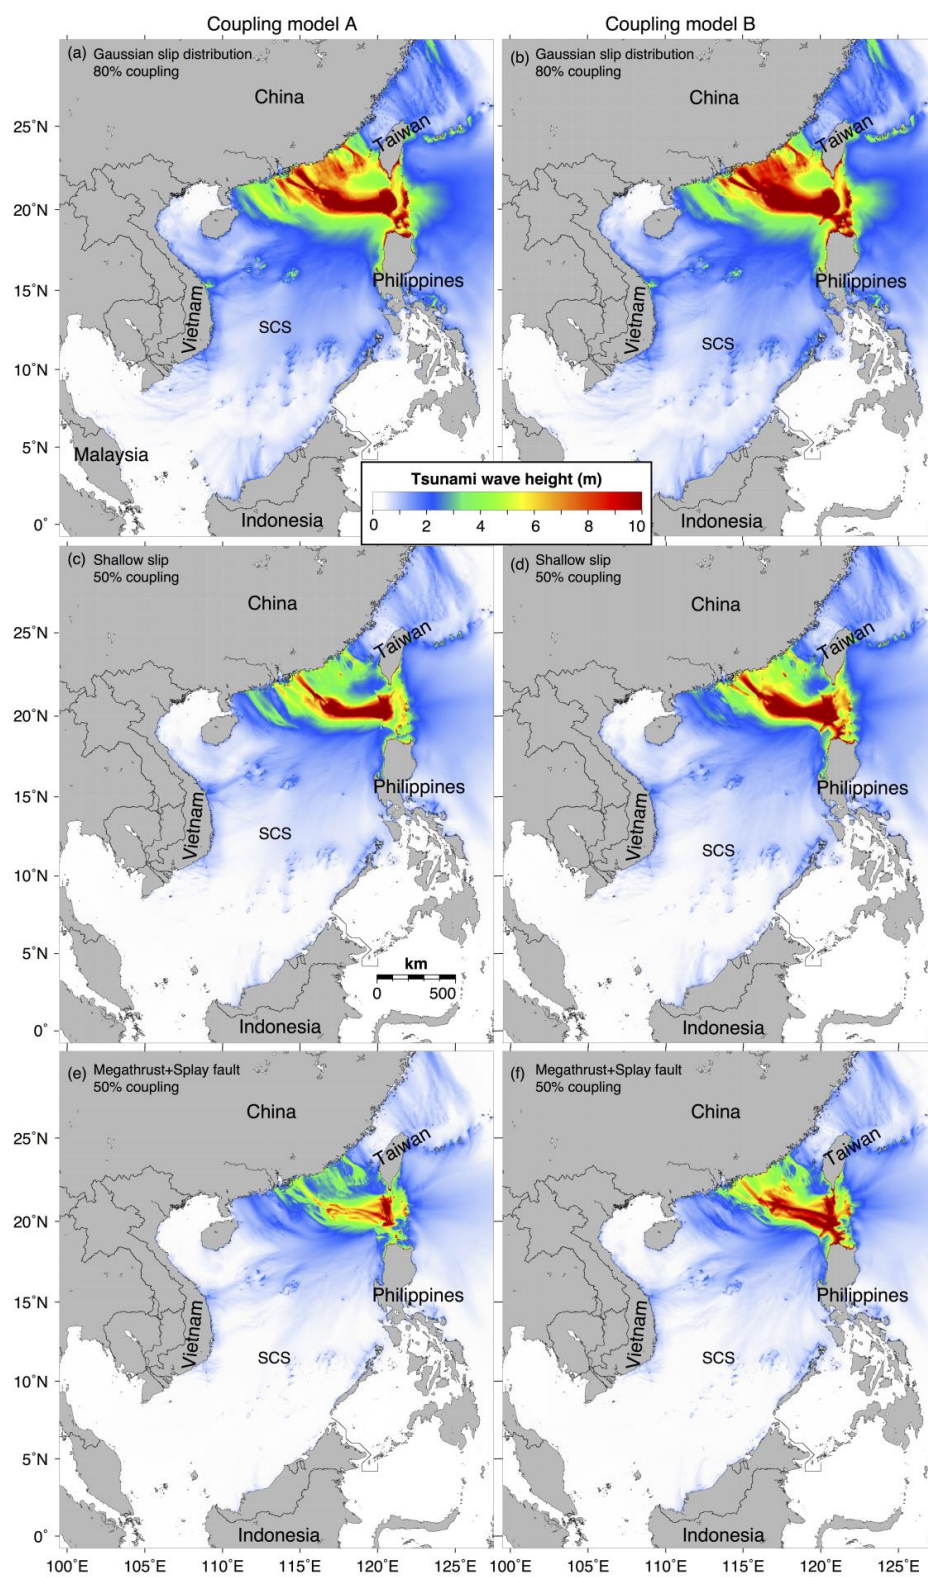 Coupling model A
Coupling model B
(a) Gaussian slip distribution
80% coupling
China
Taiwan
25°N
20°N
15°N
10°N
5°N
0°
Philippines
Vietnam
SCS
Malaysia
Indonesia
(b) Gaussian slip distribution
80% coupling
China
Taiwan
Philippines
Vietnam
SCS
Indonesia
Tsunami wave height (m)
0 2 4 6 8 10
(c) Shallow slip
50% coupling
China
Taiwan
25°N
20°N
15°N
10°N
5°N
0°
Philippines
Vietnam
SCS
km
0 500
Indonesia
(d) Shallow slip
50% coupling
China
Taiwan
Philippines
Vietnam
SCS
Indonesia
(e) Megathrust+Splay fault
50% coupling
China
Taiwan
25°N
20°N
15°N
10°N
5°N
0°
Philippines
Vietnam
SCS
Indonesia
(f) Megathrust+Splay fault
50% coupling
China
Taiwan
Philippines
Vietnam
SCS
Indonesia
100°E 105°E 110°E 115°E 120°E 125°E
100°E 105°E 110°E 115°E 120°E 125°E